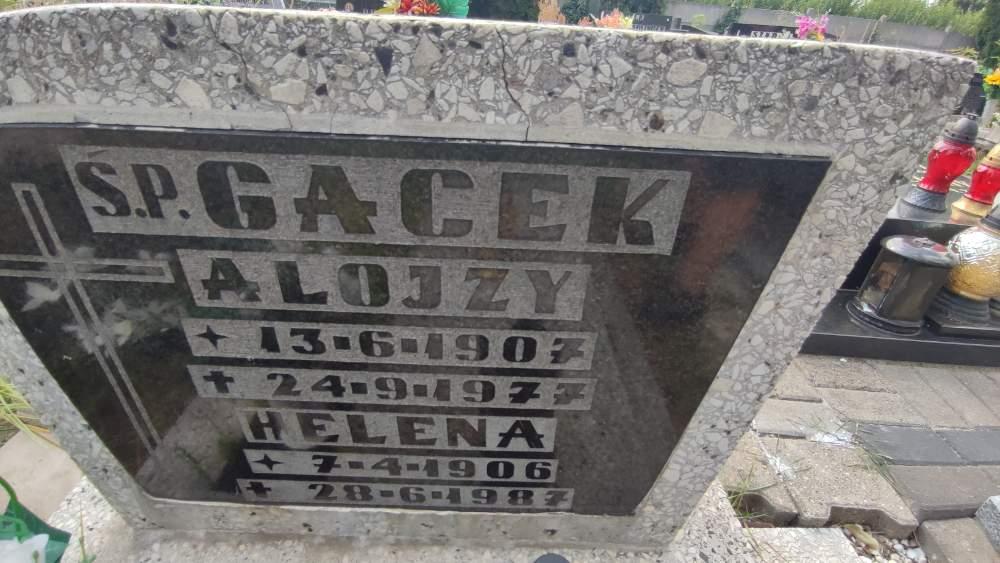 Ś.P. GACEK
ALOJZY
13-6-1907
24-9-1977
HELENA
7-4-1906
28-6-1987